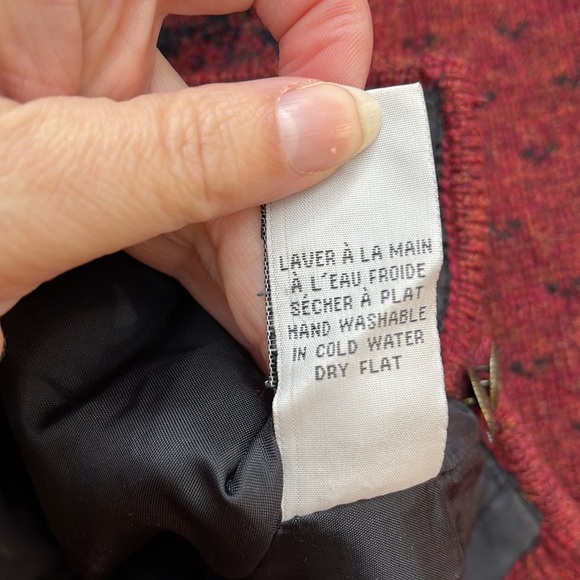 LAVER À LA MAIN
À L'EAU FROIDE
SÉCHER À PLAT
HAND WASHABLE
IN COLD WATER
DRY FLAT